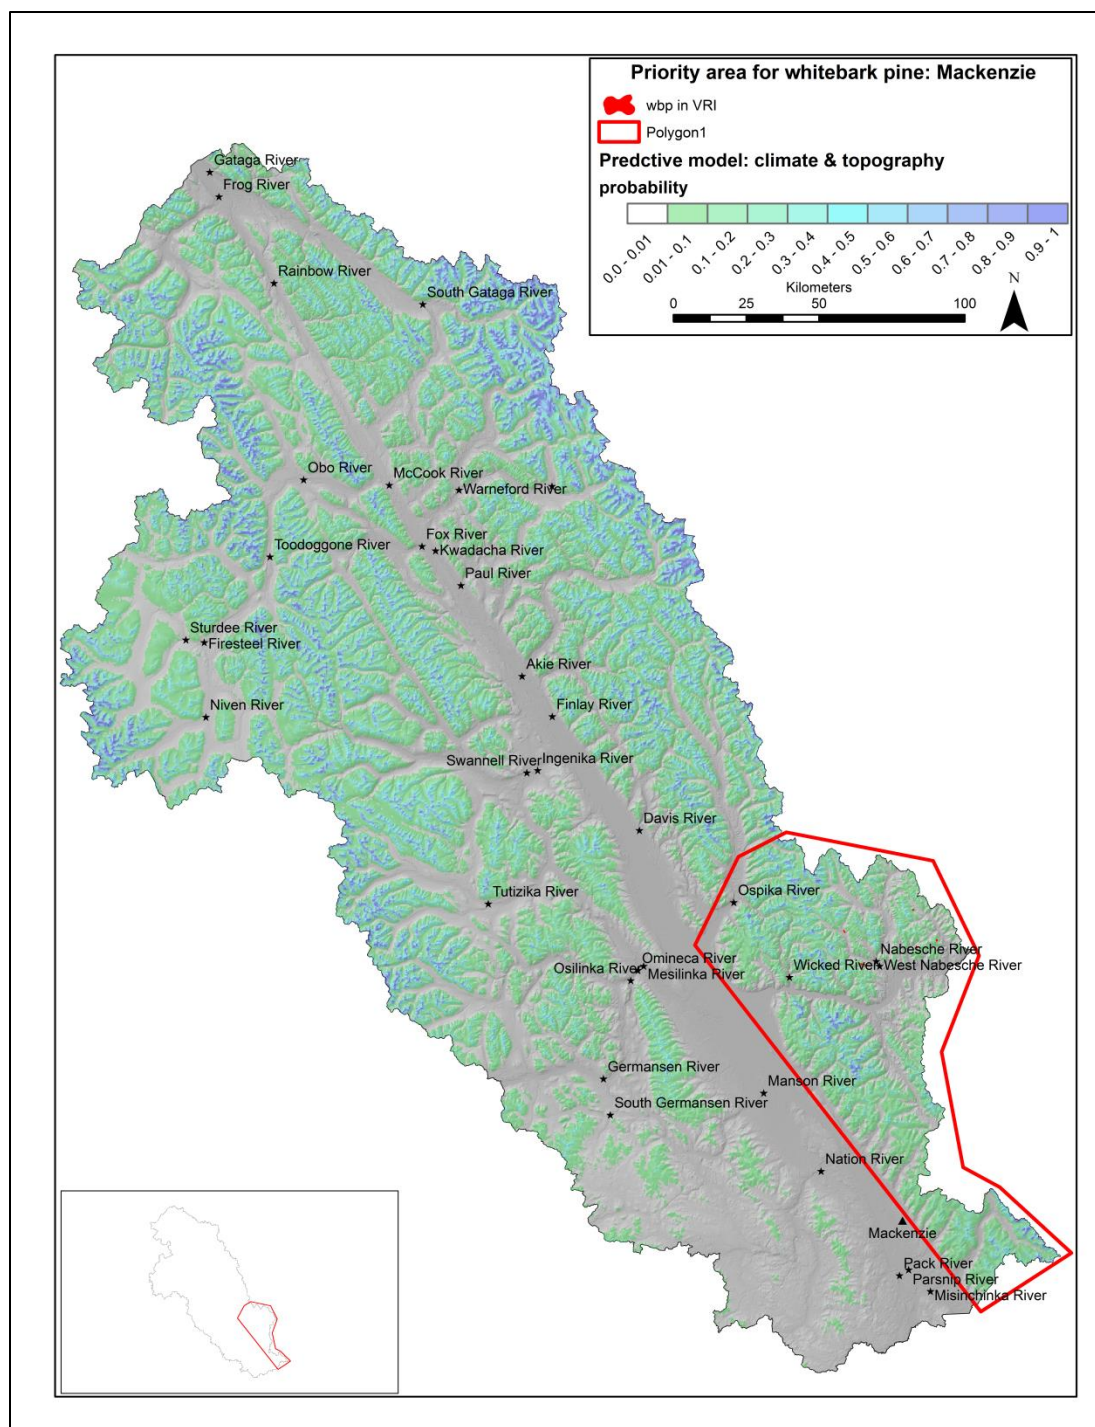 Priority area for whitebark pine: Mackenzie
wbp in VRI
Polygon1
Predctive model: climate & topography
probability
0.0 - 0.01
0.01 - 0.1
0.1 - 0.2
0.2 - 0.3
0.3 - 0.4
0.4 - 0.5
0.5 - 0.6
0.6 - 0.7
0.7 - 0.8
0.8 - 0.9
0.9 - 1
Kilometers
0 25 50 100
N
Gataga River
Frog River
Rainbow River
South Gataga River
Obo River
McCook River
Warneford River
Fox River
Kwadacha River
Toodoggone River
Paul River
Sturdee River
Firesteel River
Akie River
Niven River
Finlay River
Swannell River
Ingenika River
Davis River
Tutizika River
Ospika River
Nabesche River
Omineca River
Osilinka River
Mesilinka River
Wicked River
West Nabesche River
Germansen River
Manson River
South Germansen River
Nation River
Mackenzie
Pack River
Parsnip River
Misinchinka River